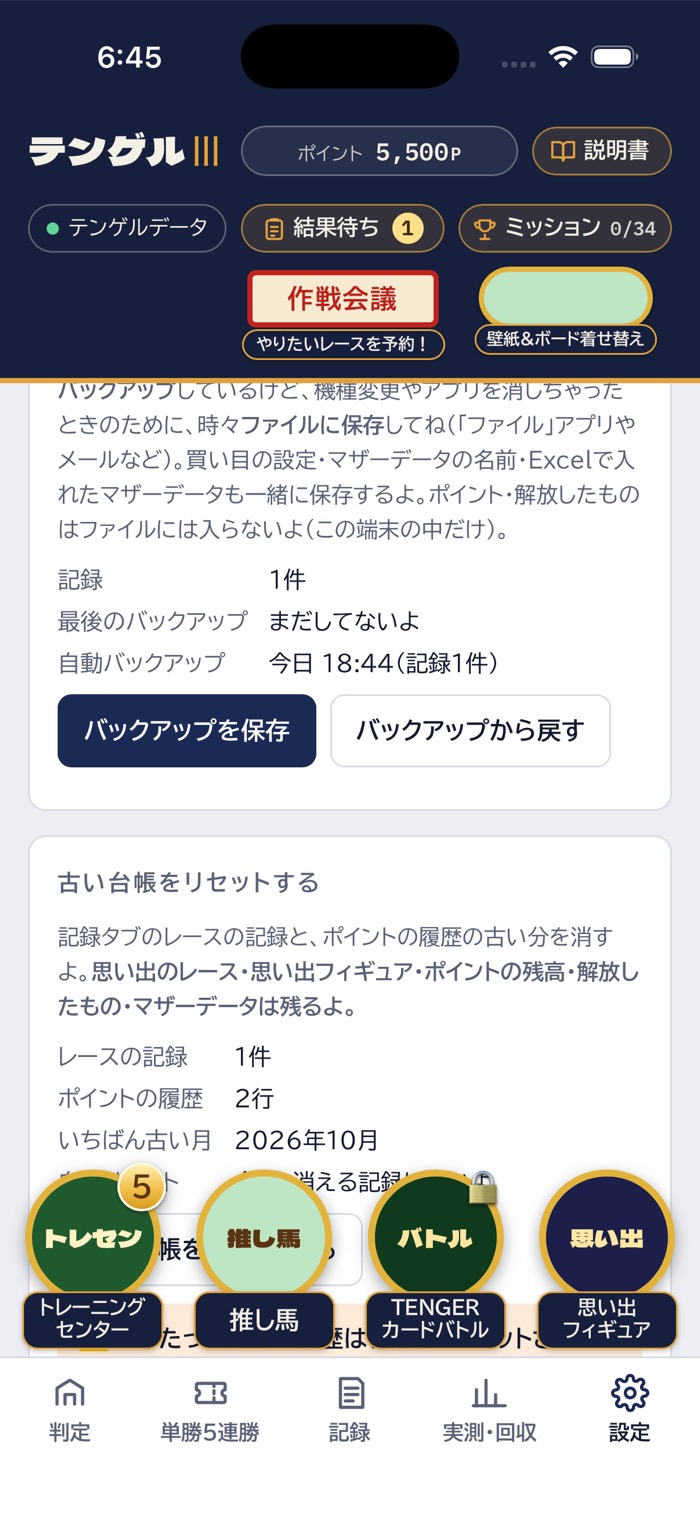 6:45
テンゲル
ポイント 5,500P
説明書
テンゲルデータ
結果待ち 1
ミッション 0/34
作戦会議
やりたいレースを予約！
壁紙&ボード着せ替え
バックアップしているけど、機種変更やアプリを消しちゃった
ときのために、時々ファイルに保存してね(「ファイル」アプリや
メールなど)。買い目の設定・マザーデータの名前・Excelで入
れたマザーデータも一緒に保存するよ。ポイント・解放したもの
はファイルには入らないよ(この端末の中だけ)。
記録 1件
最後のバックアップ まだしてないよ
自動バックアップ 今日 18:44(記録1件)
バックアップを保存
バックアップから戻す
古い台帳をリセットする
記録タブのレースの記録と、ポイントの履歴の古い分を消す
よ。思い出のレース・思い出フィギュア・ポイントの残高・解放し
たもの・マザーデータは残るよ。
レースの記録 1件
ポイントの履歴 2行
いちばん古い月 2026年10月
消える記録
5
トレセン
推し馬
バトル
思い出
帳を
トレーニング
センター
推し馬
TENGER
カードバトル
思い出
フィギュア
判定
単勝5連勝
記録
実測・回収
設定